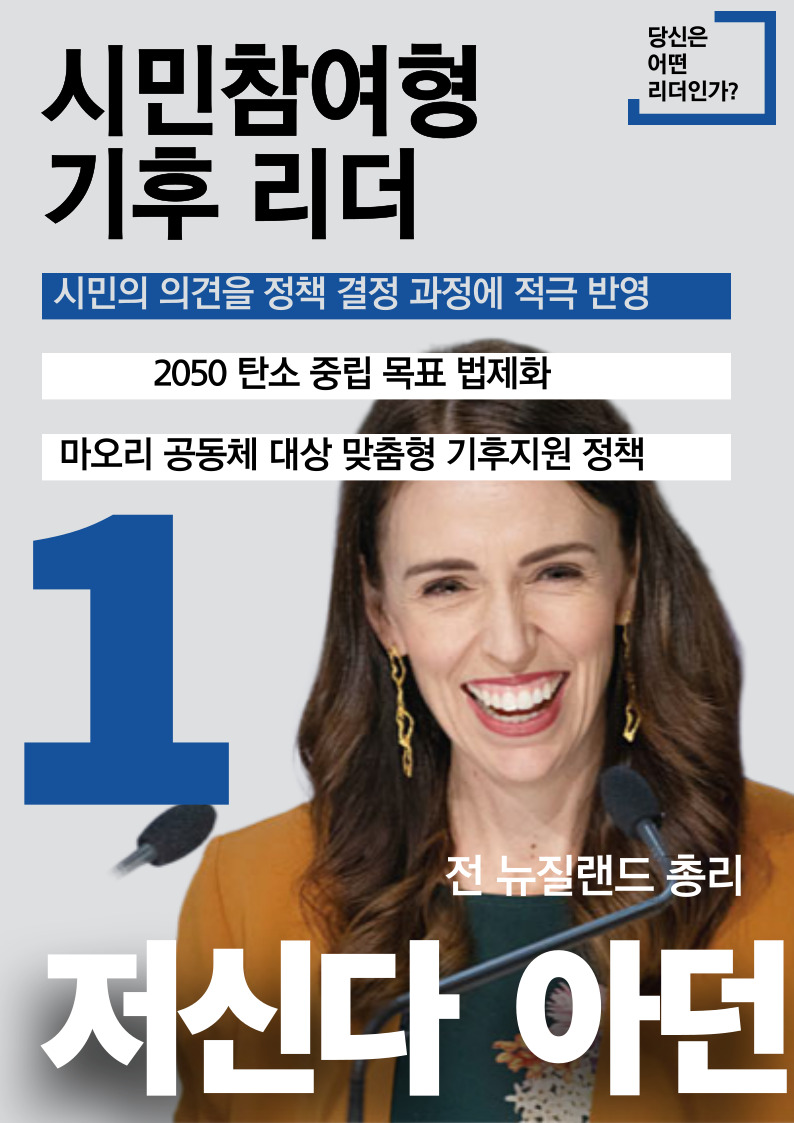 시민참여형
기후 리더
당신은
어떤
리더인가?
시민의 의견을 정책 결정 과정에 적극 반영
2050 탄소 중립 목표 법제화
마오리 공동체 대상 맞춤형 기후지원 정책
1
전 뉴질랜드 총리
저신다 아던